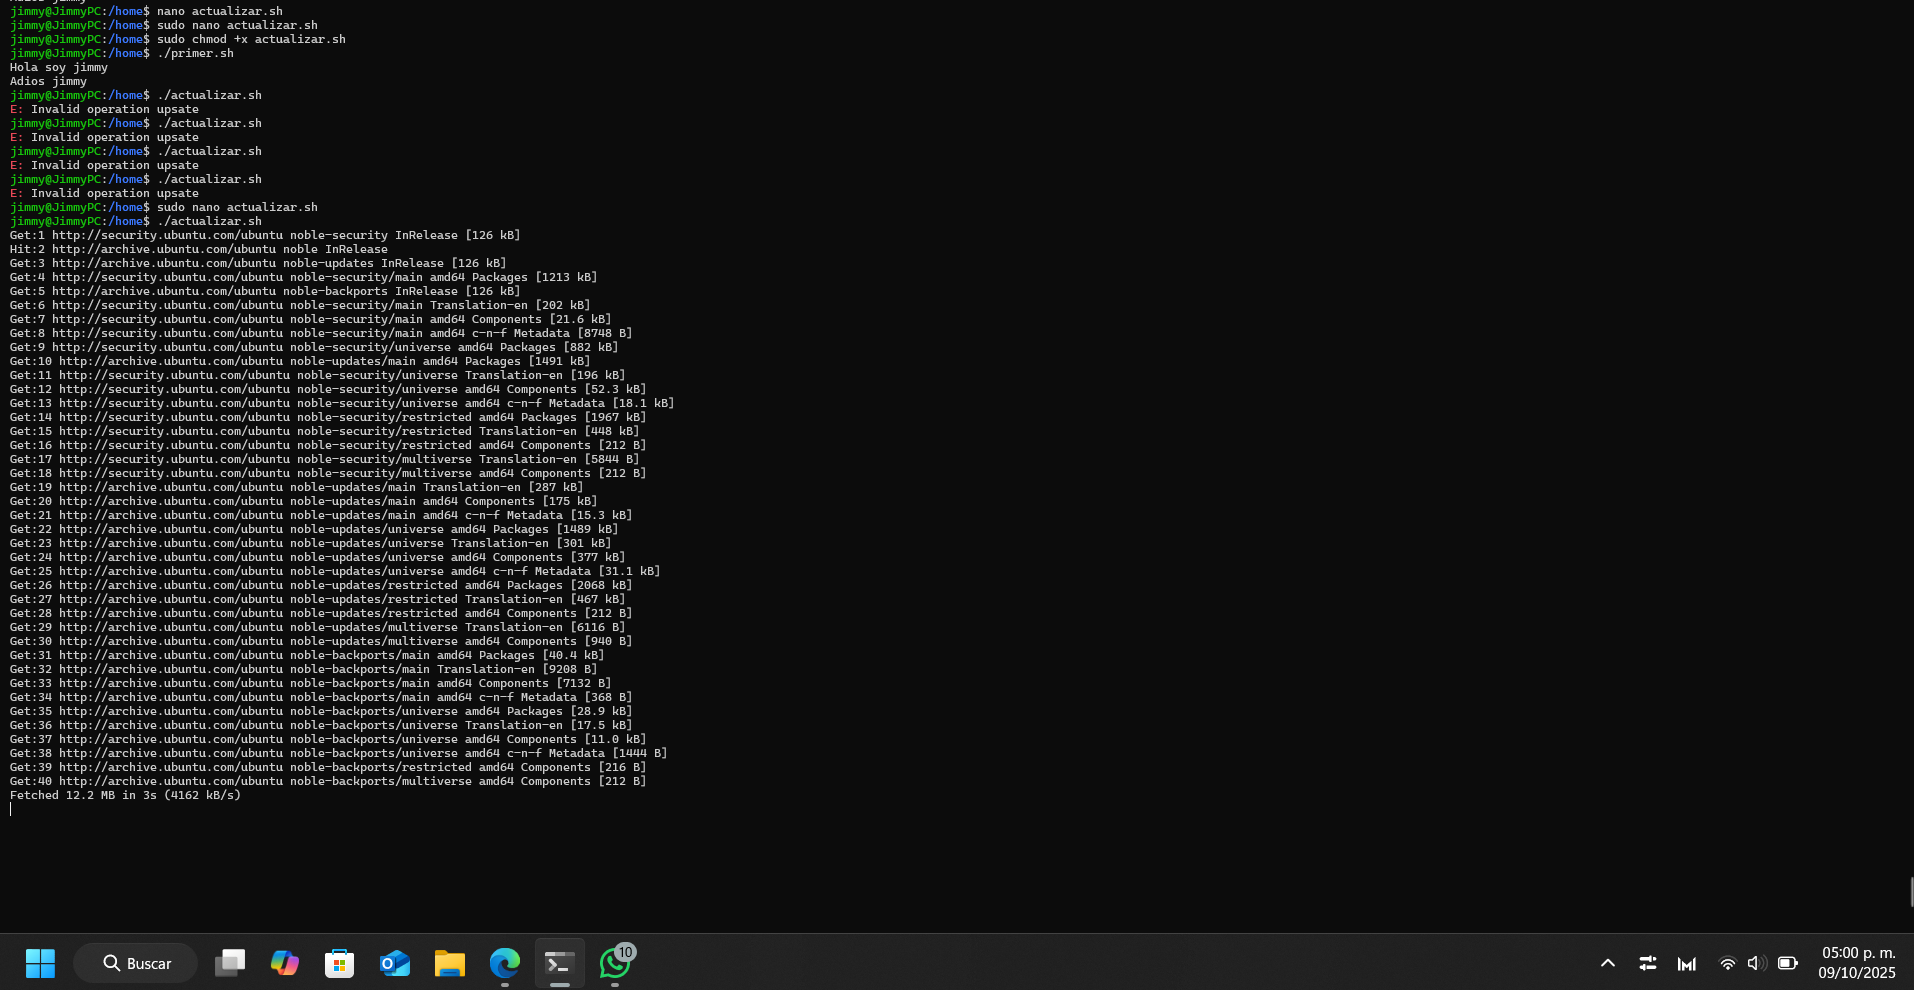 jimmy@JimmyPC:/home$ nano actualizar.sh
jimmy@JimmyPC:/home$ sudo nano actualizar.sh
jimmy@JimmyPC:/home$ sudo chmod +x actualizar.sh
jimmy@JimmyPC:/home$ ./primer.sh
Hola soy jimmy
Adios jimmy
jimmy@JimmyPC:/home$ ./actualizar.sh
E: Invalid operation upsate
jimmy@JimmyPC:/home$ ./actualizar.sh
E: Invalid operation upsate
jimmy@JimmyPC:/home$ ./actualizar.sh
E: Invalid operation upsate
jimmy@JimmyPC:/home$ ./actualizar.sh
E: Invalid operation upsate
jimmy@JimmyPC:/home$ sudo nano actualizar.sh
jimmy@JimmyPC:/home$ ./actualizar.sh
Get:1 http://security.ubuntu.com/ubuntu noble-security InRelease [126 kB]
Hit:2 http://archive.ubuntu.com/ubuntu noble InRelease
Get:3 http://archive.ubuntu.com/ubuntu noble-updates InRelease [126 kB]
Get:4 http://security.ubuntu.com/ubuntu noble-security/main amd64 Packages [1213 kB]
Get:5 http://archive.ubuntu.com/ubuntu noble-backports InRelease [126 kB]
Get:6 http://security.ubuntu.com/ubuntu noble-security/main Translation-en [202 kB]
Get:7 http://security.ubuntu.com/ubuntu noble-security/main amd64 Components [21.6 kB]
Get:8 http://security.ubuntu.com/ubuntu noble-security/main amd64 c-n-f Metadata [8748 B]
Get:9 http://security.ubuntu.com/ubuntu noble-security/universe amd64 Packages [882 kB]
Get:10 http://archive.ubuntu.com/ubuntu noble-updates/main amd64 Packages [1491 kB]
Get:11 http://security.ubuntu.com/ubuntu noble-security/universe Translation-en [196 kB]
Get:12 http://security.ubuntu.com/ubuntu noble-security/universe amd64 Components [52.3 kB]
Get:13 http://security.ubuntu.com/ubuntu noble-security/universe amd64 c-n-f Metadata [18.1 kB]
Get:14 http://security.ubuntu.com/ubuntu noble-security/restricted amd64 Packages [1967 kB]
Get:15 http://security.ubuntu.com/ubuntu noble-security/restricted Translation-en [448 kB]
Get:16 http://security.ubuntu.com/ubuntu noble-security/restricted amd64 Components [212 B]
Get:17 http://security.ubuntu.com/ubuntu noble-security/multiverse Translation-en [5844 B]
Get:18 http://security.ubuntu.com/ubuntu noble-security/multiverse amd64 Components [212 B]
Get:19 http://archive.ubuntu.com/ubuntu noble-updates/main Translation-en [287 kB]
Get:20 http://archive.ubuntu.com/ubuntu noble-updates/main amd64 Components [175 kB]
Get:21 http://archive.ubuntu.com/ubuntu noble-updates/main amd64 c-n-f Metadata [15.3 kB]
Get:22 http://archive.ubuntu.com/ubuntu noble-updates/universe amd64 Packages [1489 kB]
Get:23 http://archive.ubuntu.com/ubuntu noble-updates/universe Translation-en [301 kB]
Get:24 http://archive.ubuntu.com/ubuntu noble-updates/universe amd64 Components [377 kB]
Get:25 http://archive.ubuntu.com/ubuntu noble-updates/universe amd64 c-n-f Metadata [31.1 kB]
Get:26 http://archive.ubuntu.com/ubuntu noble-updates/restricted amd64 Packages [2068 kB]
Get:27 http://archive.ubuntu.com/ubuntu noble-updates/restricted Translation-en [467 kB]
Get:28 http://archive.ubuntu.com/ubuntu noble-updates/restricted amd64 Components [212 B]
Get:29 http://archive.ubuntu.com/ubuntu noble-updates/multiverse Translation-en [6116 B]
Get:30 http://archive.ubuntu.com/ubuntu noble-updates/multiverse amd64 Components [940 B]
Get:31 http://archive.ubuntu.com/ubuntu noble-backports/main amd64 Packages [40.4 kB]
Get:32 http://archive.ubuntu.com/ubuntu noble-backports/main Translation-en [9208 B]
Get:33 http://archive.ubuntu.com/ubuntu noble-backports/main amd64 Components [7132 B]
Get:34 http://archive.ubuntu.com/ubuntu noble-backports/main amd64 c-n-f Metadata [368 B]
Get:35 http://archive.ubuntu.com/ubuntu noble-backports/universe amd64 Packages [28.9 kB]
Get:36 http://archive.ubuntu.com/ubuntu noble-backports/universe Translation-en [17.5 kB]
Get:37 http://archive.ubuntu.com/ubuntu noble-backports/universe amd64 Components [11.0 kB]
Get:38 http://archive.ubuntu.com/ubuntu noble-backports/universe amd64 c-n-f Metadata [1444 B]
Get:39 http://archive.ubuntu.com/ubuntu noble-backports/restricted amd64 Components [216 B]
Get:40 http://archive.ubuntu.com/ubuntu noble-backports/multiverse amd64 Components [212 B]
Fetched 12.2 MB in 3s (4162 kB/s)
Buscar
10
05:00 p. m.
09/10/2025